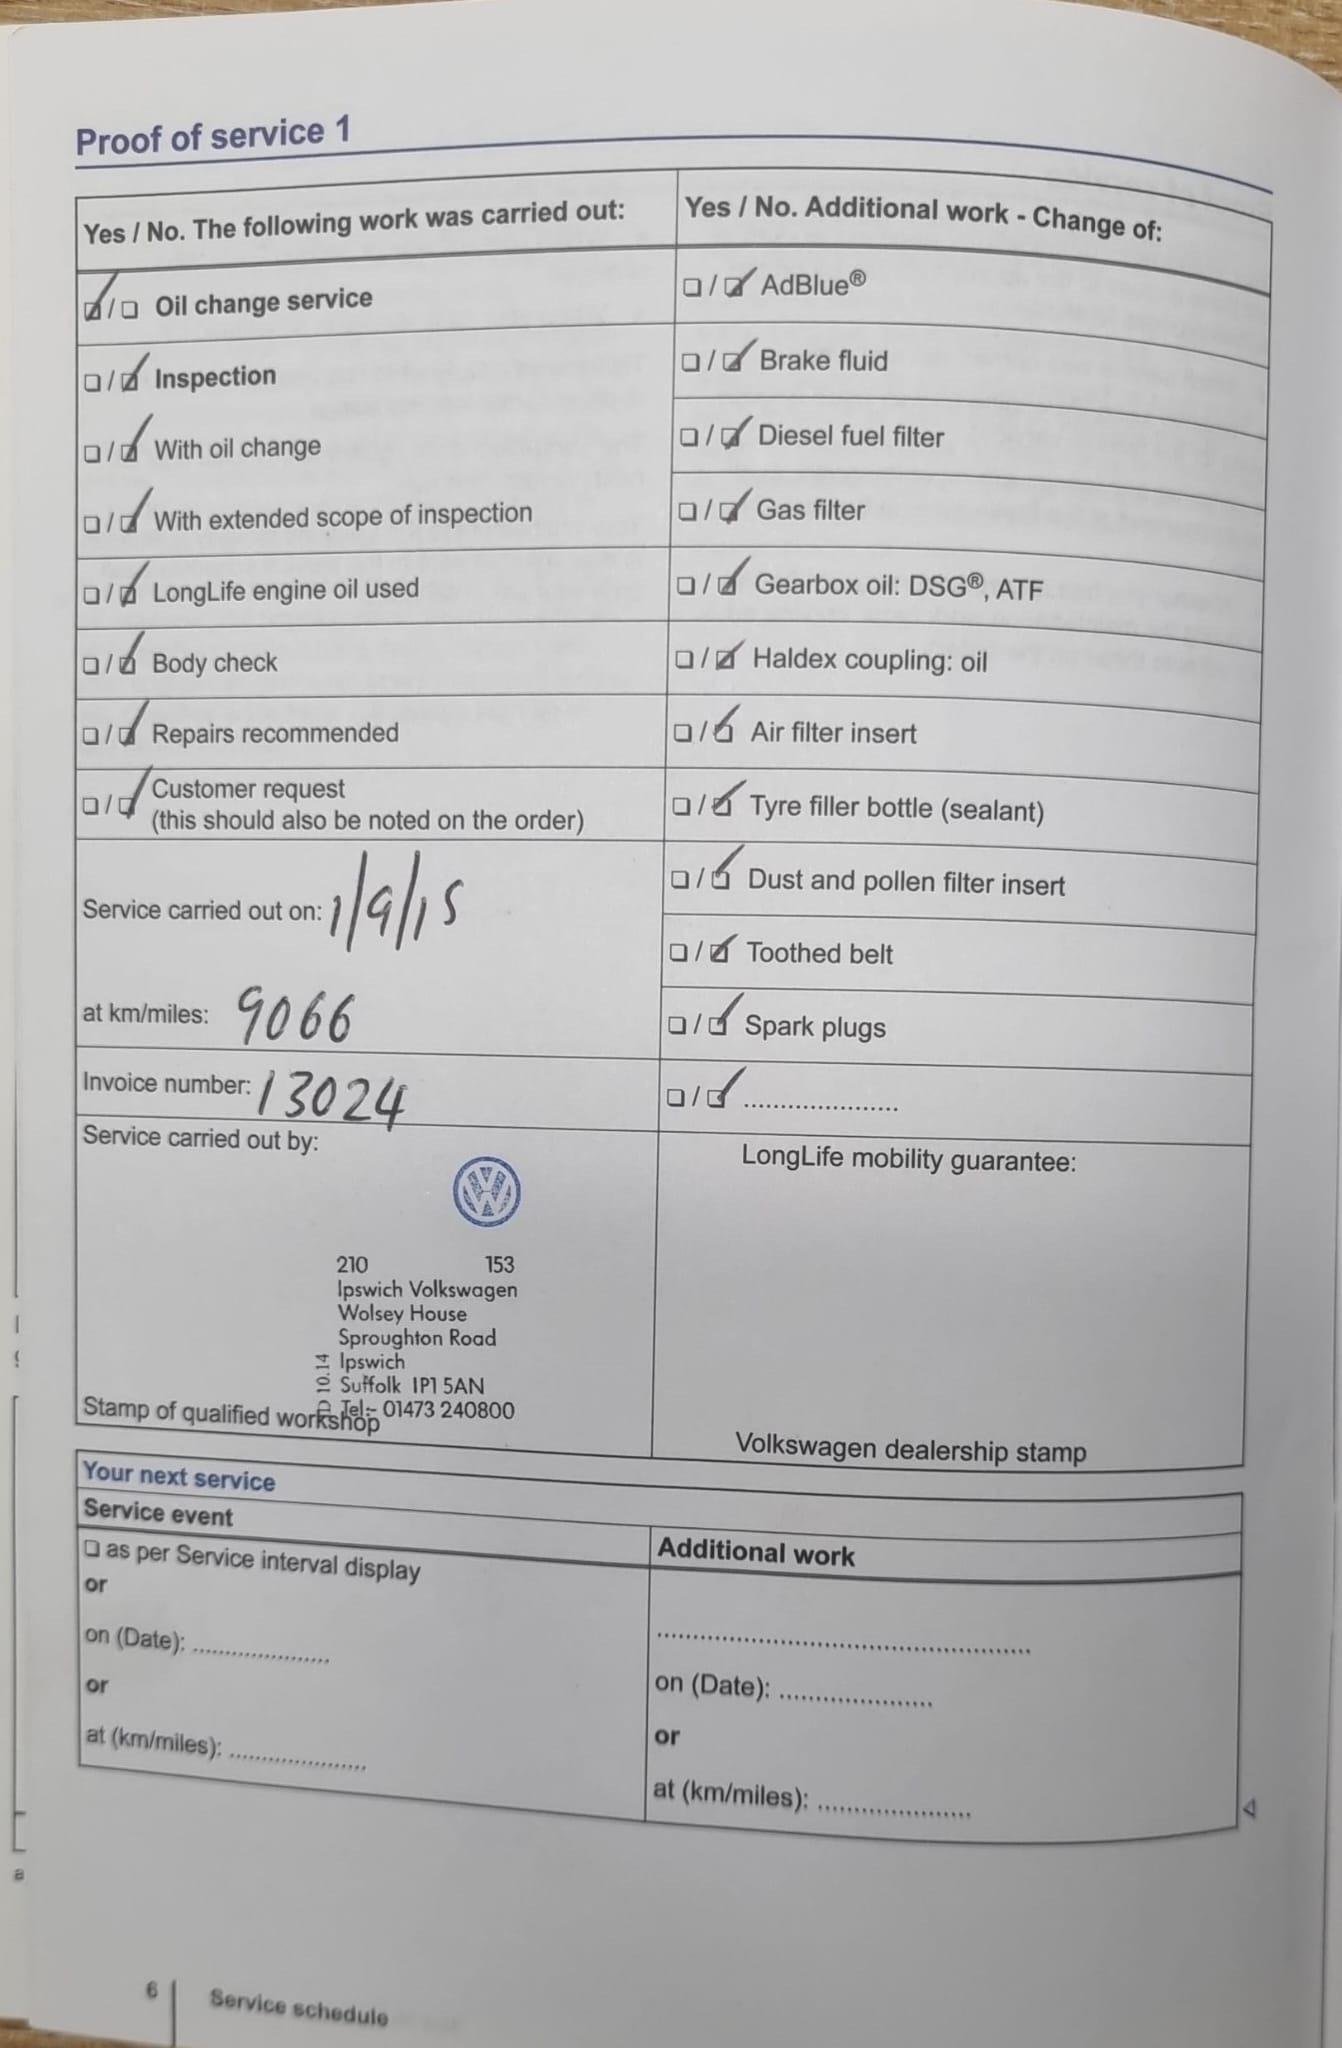 Proof of service 1
Yes / No. The following work was carried out:
☑/☐ Oil change service
☐/☑ Inspection
☐/☑ With oil change
☐/☑ With extended scope of inspection
☐/☑ LongLife engine oil used
☐/☑ Body check
☐/☑ Repairs recommended
☐/☑ Customer request
(this should also be noted on the order)
Service carried out on: 1/9/15
at km/miles: 9066
Invoice number: 13024
Service carried out by:
210 153
Ipswich Volkswagen
Wolsey House
Sproughton Road
Ipswich
Suffolk IP1 5AN
Tel:- 01473 240800
10.14
Stamp of qualified workshop
Yes / No. Additional work - Change of:
☐/☑ AdBlue®
☐/☑ Brake fluid
☐/☑ Diesel fuel filter
☐/☑ Gas filter
☐/☑ Gearbox oil: DSG®, ATF
☐/☑ Haldex coupling: oil
☐/☑ Air filter insert
☐/☑ Tyre filler bottle (sealant)
☐/☑ Dust and pollen filter insert
☐/☑ Toothed belt
☐/☑ Spark plugs
☐/☑ .....................
LongLife mobility guarantee:
Volkswagen dealership stamp
Your next service
Service event
☐ as per Service interval display
or
on (Date): .....................
or
at (km/miles): .....................
Additional work
.....................................................
on (Date): .....................
or
at (km/miles): .....................
6
Service schedule